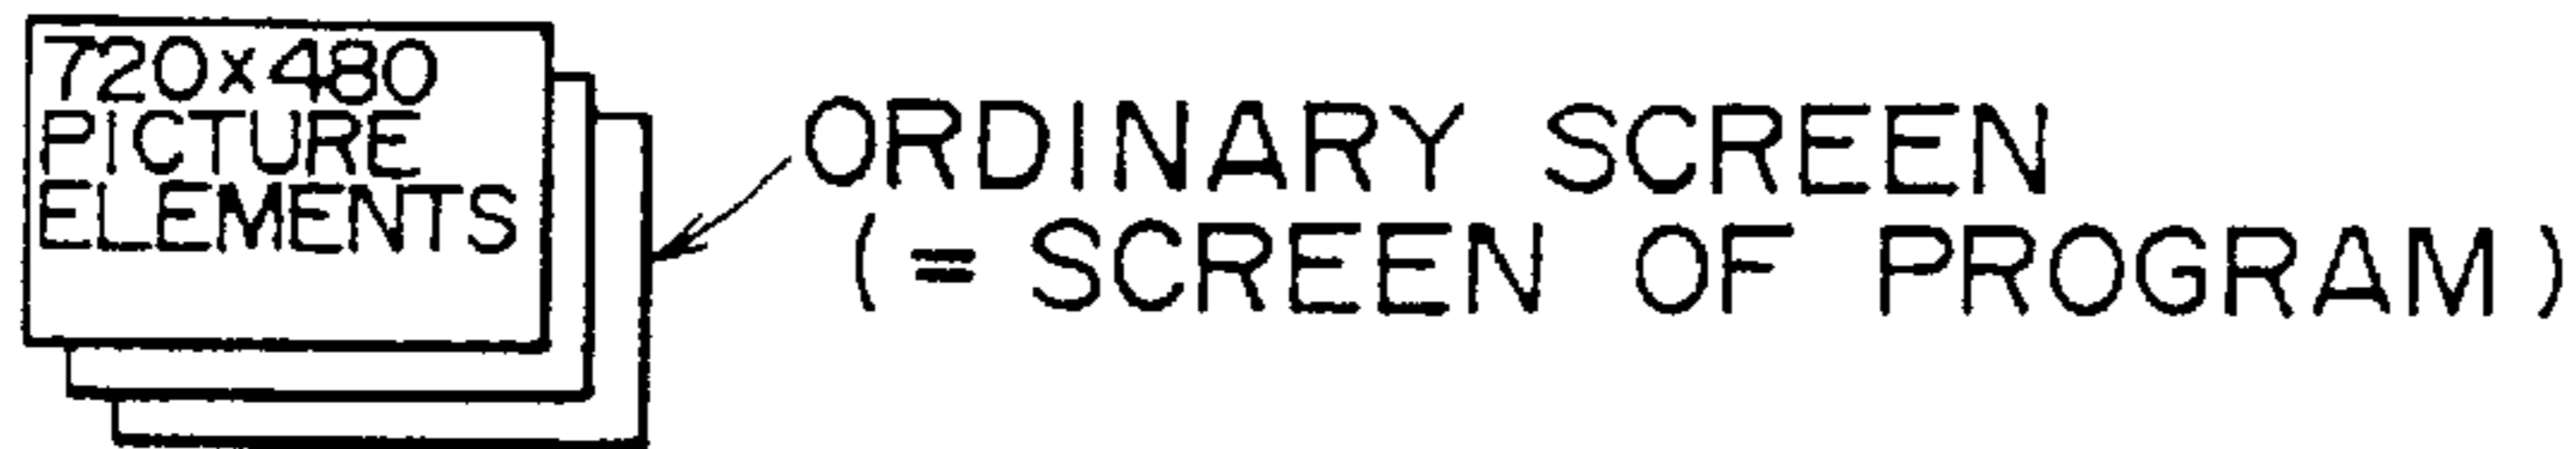 720×480
PICTURE
ELEMENTS
ORDINARY SCREEN
(= SCREEN OF PROGRAM)